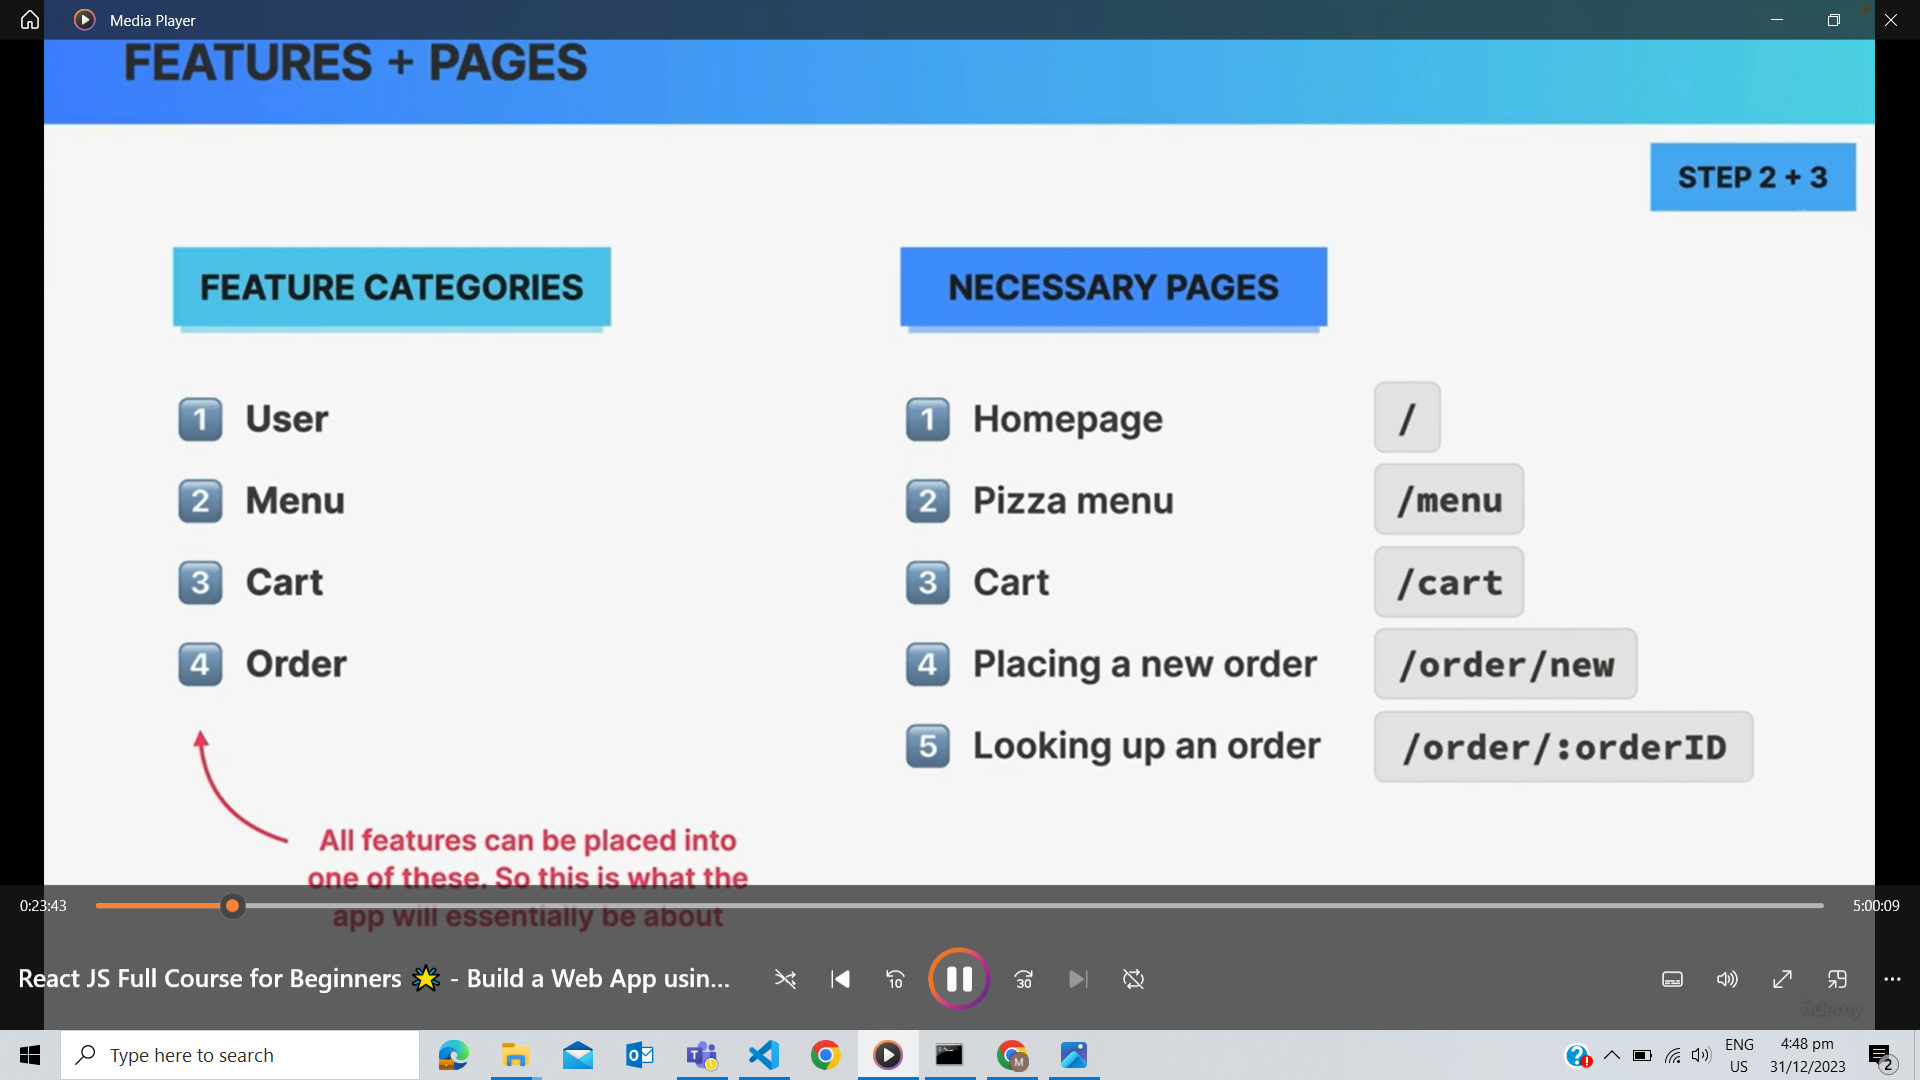 Media Player
FEATURES + PAGES
STEP 2 + 3
FEATURE CATEGORIES
1 User
2 Menu
3 Cart
4 Order
All features can be placed into
one of these. So this is what the
app will essentially be about
NECESSARY PAGES
1 Homepage /
2 Pizza menu /menu
3 Cart /cart
4 Placing a new order /order/new
5 Looking up an order /order/:orderID
0:23:43
5:00:09
React JS Full Course for Beginners 🌟 - Build a Web App usin...
10
30
ûdemy
Type here to search
M
ENG
US
4:48 pm
31/12/2023
2